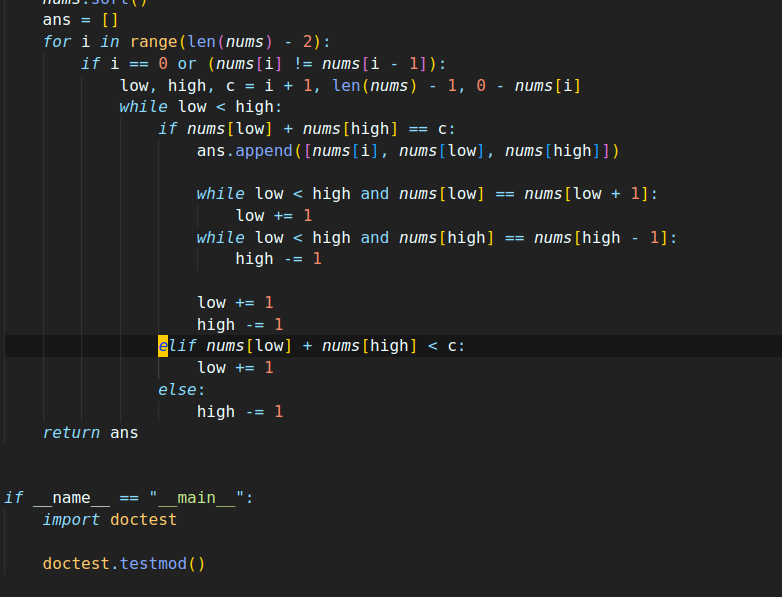 nums.sort()
ans = []
for i in range(len(nums) - 2):
if i == 0 or (nums[i] != nums[i - 1]):
low, high, c = i + 1, len(nums) - 1, 0 - nums[i]
while low < high:
if nums[low] + nums[high] == c:
ans.append([nums[i], nums[low], nums[high]])
while low < high and nums[low] == nums[low + 1]:
low += 1
while low < high and nums[high] == nums[high - 1]:
high -= 1
low += 1
high -= 1
elif nums[low] + nums[high] < c:
low += 1
else:
high -= 1
return ans
if __name__ == "__main__":
import doctest
doctest.testmod()